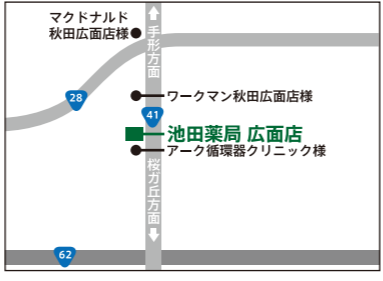 マクドナルド
秋田広面店様
手形方面
28
ワークマン秋田広面店様
41
池田薬局 広面店
アーク循環器クリニック様
桜ガ丘方面
62